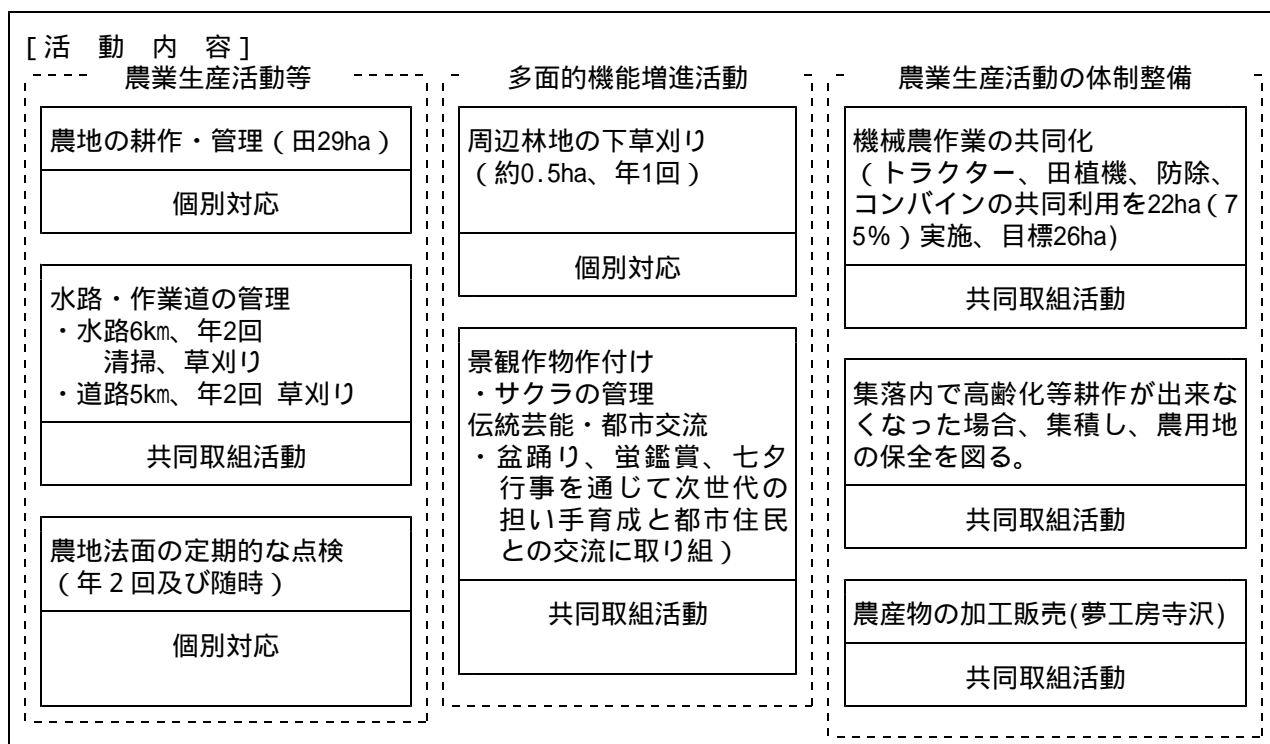 [活 動 内 容]
農業生産活動等
農地の耕作・管理（田29ha）
個別対応
水路・作業道の管理
・水路6㎞、年2回
清掃、草刈り
・道路5㎞、年2回 草刈り
共同取組活動
農地法面の定期的な点検
（年２回及び随時）
個別対応
多面的機能増進活動
周辺林地の下草刈り
（約0.5ha、年1回）
個別対応
景観作物作付け
・サクラの管理
伝統芸能・都市交流
・盆踊り、蛍鑑賞、七夕
行事を通じて次世代の
担い手育成と都市住民
との交流に取り組）
共同取組活動
農業生産活動の体制整備
機械農作業の共同化
（トラクター、田植機、防除、
コンバインの共同利用を22ha（7
5％）実施、目標26ha)
共同取組活動
集落内で高齢化等耕作が出来な
くなった場合、集積し、農用地
の保全を図る。
共同取組活動
農産物の加工販売(夢工房寺沢)
共同取組活動